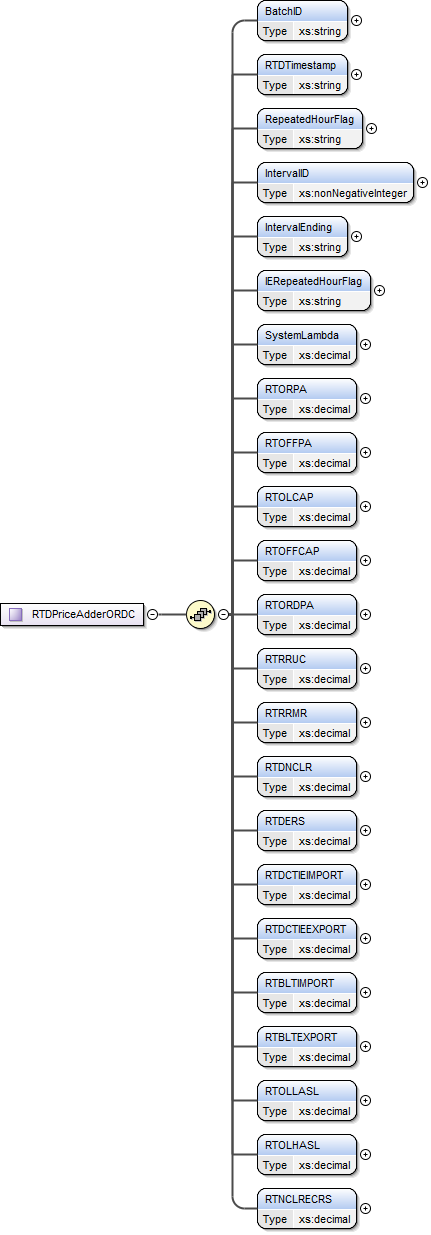 BatchID
Type xs:string
RTDTimestamp
Type xs:string
RepeatedHourFlag
Type xs:string
IntervalID
Type xs:nonNegativeInteger
IntervalEnding
Type xs:string
IERepeatedHourFlag
Type xs:string
SystemLambda
Type xs:decimal
RTORPA
Type xs:decimal
RTOFFPA
Type xs:decimal
RTOLCAP
Type xs:decimal
RTOFFCAP
Type xs:decimal
RTDPriceAdderORDC
RTORDPA
Type xs:decimal
RTRRUC
Type xs:decimal
RTRRMR
Type xs:decimal
RTDNCLR
Type xs:decimal
RTDERS
Type xs:decimal
RTDCTIEIMPORT
Type xs:decimal
RTDCTIEEXPORT
Type xs:decimal
RTBLTIMPORT
Type xs:decimal
RTBLTEXPORT
Type xs:decimal
RTOLLASL
Type xs:decimal
RTOLHASL
Type xs:decimal
RTNCLRECRS
Type xs:decimal